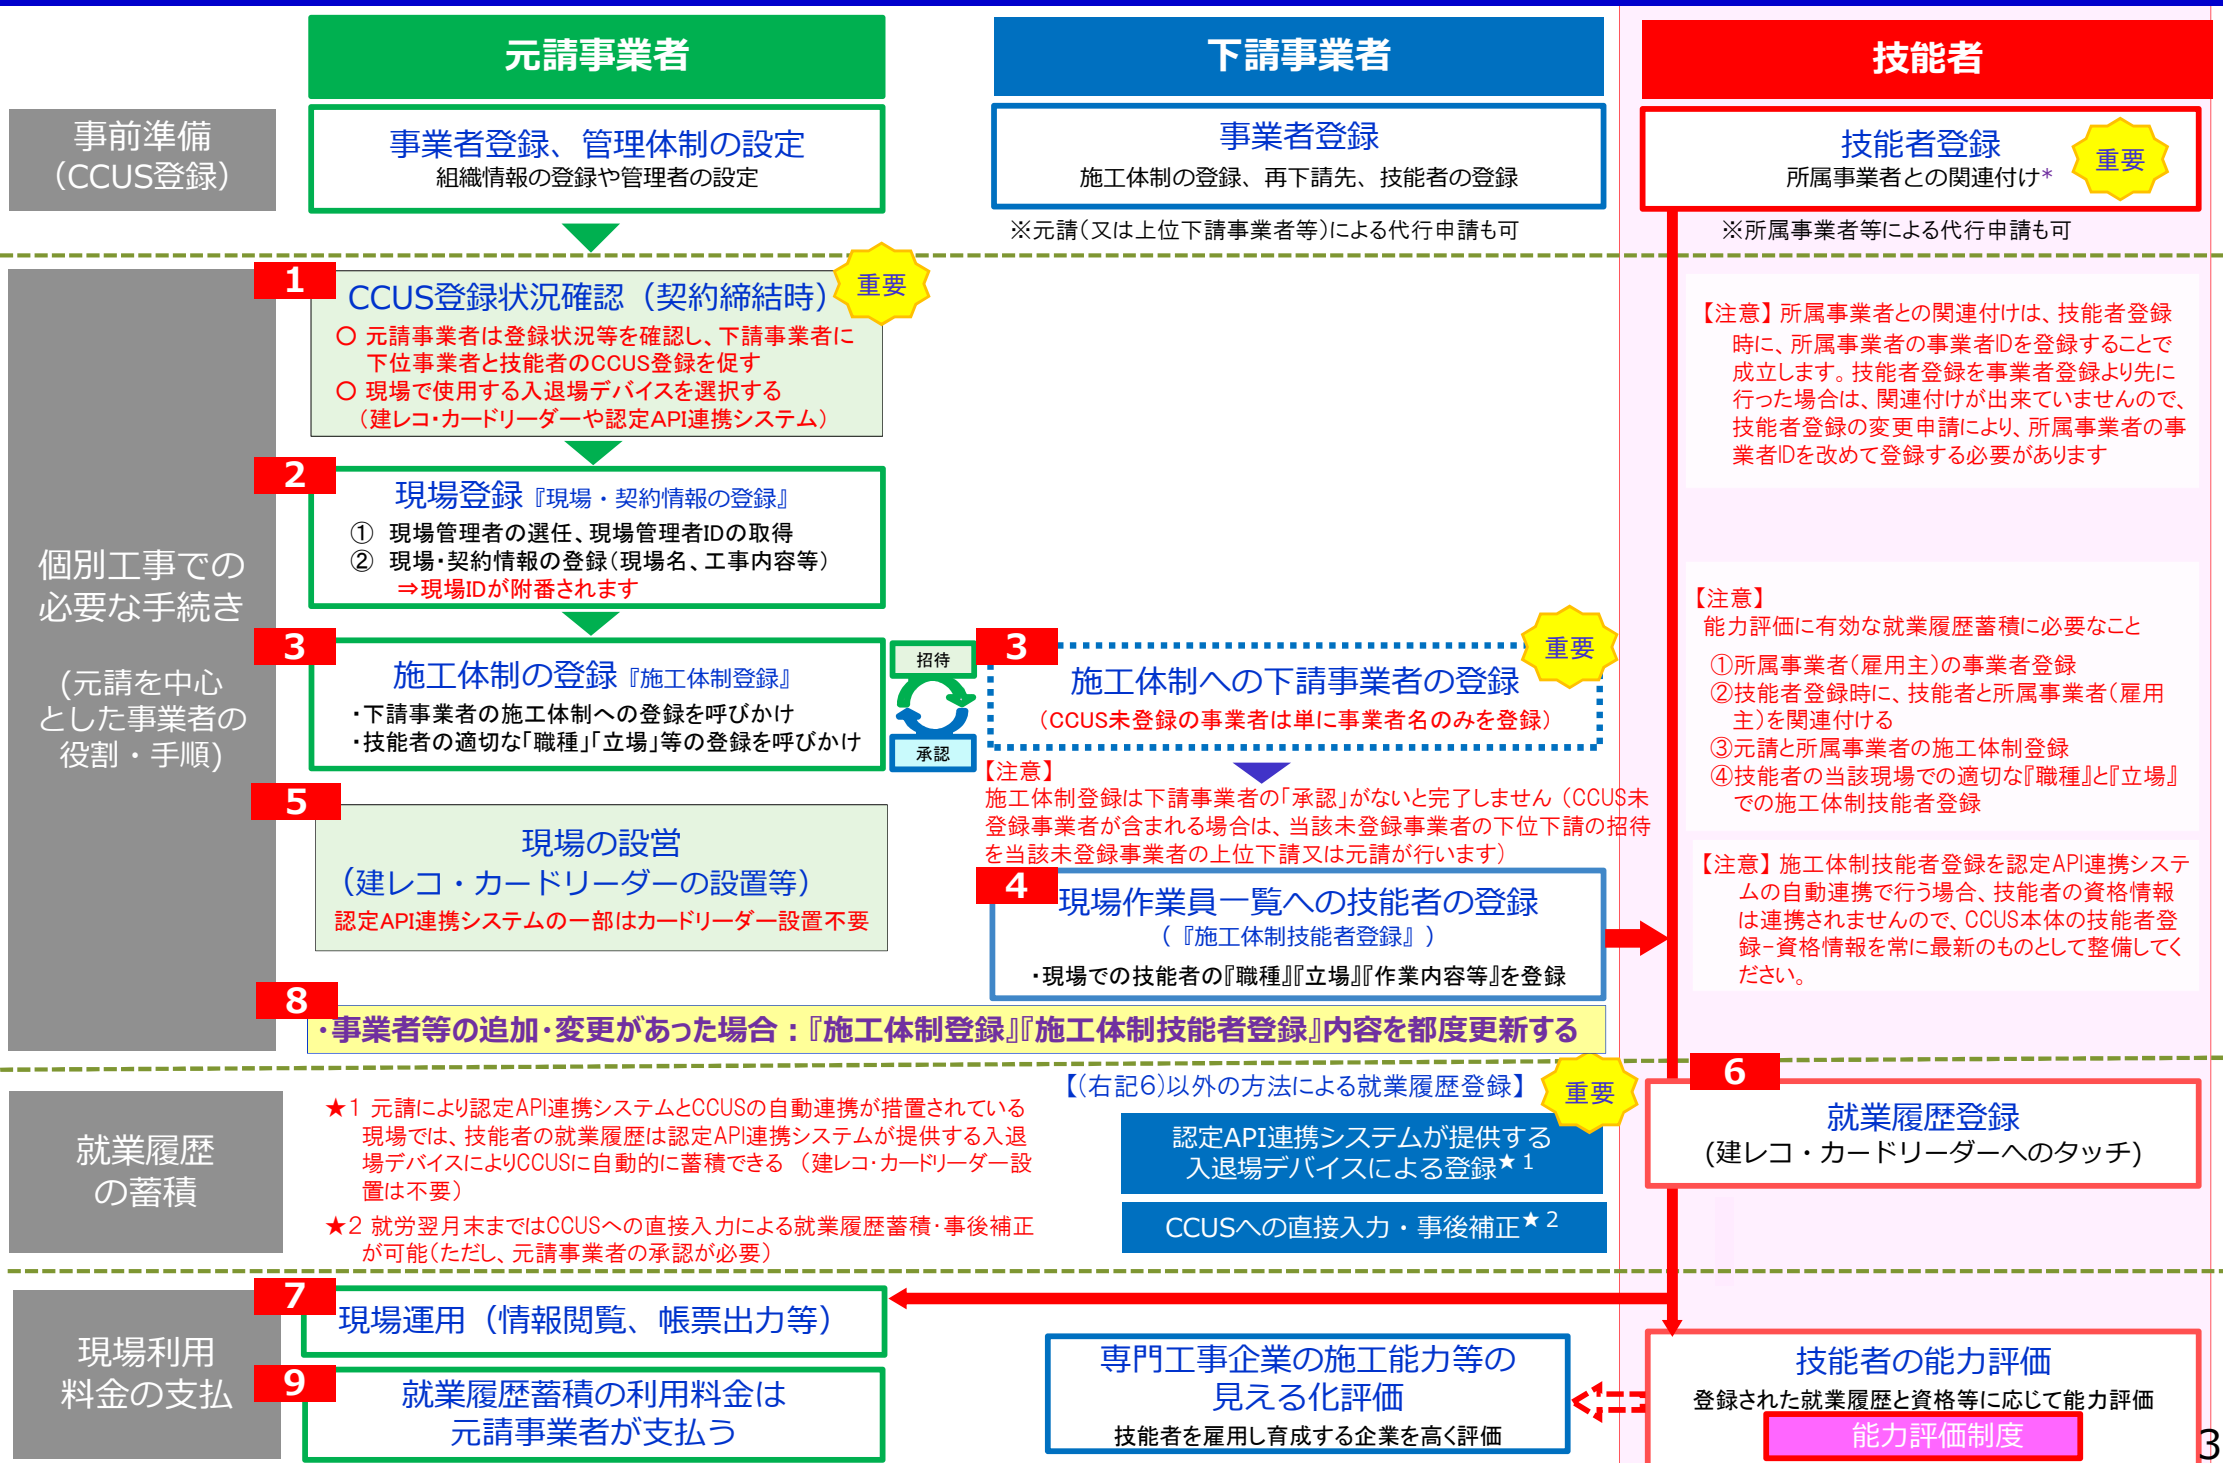 元請事業者
下請事業者
技能者
事前準備
（CCUS登録）
事業者登録、管理体制の設定
組織情報の登録や管理者の設定
事業者登録
施工体制の登録、再下請先、技能者の登録
※元請（又は上位下請事業者等）による代行申請も可
技能者登録
所属事業者との関連付け*
重要
※所属事業者等による代行申請も可
個別工事での
必要な手続き
(元請を中心
とした事業者の
役割・手順)
1
CCUS登録状況確認（契約締結時）
重要
〇 元請事業者は登録状況等を確認し、下請事業者に
下位事業者と技能者のCCUS登録を促す
〇 現場で使用する入退場デバイスを選択する
（建レコ・カードリーダーや認定API連携システム）
2
現場登録『現場・契約情報の登録』
① 現場管理者の選任、現場管理者IDの取得
② 現場・契約情報の登録（現場名、工事内容等）
⇒現場IDが附番されます
3
施工体制の登録『施工体制登録』
・下請事業者の施工体制への登録を呼びかけ
・技能者の適切な「職種」「立場」等の登録を呼びかけ
招待
承認
3
施工体制への下請事業者の登録
重要
（CCUS未登録の事業者は単に事業者名のみを登録）
【注意】
施工体制登録は下請事業者の「承認」がないと完了しません（CCUS未
登録事業者が含まれる場合は、当該未登録事業者の下位下請の招待
を当該未登録事業者の上位下請又は元請が行います）
5
現場の設営
（建レコ・カードリーダーの設置等）
認定API連携システムの一部はカードリーダー設置不要
4
現場作業員一覧への技能者の登録
（『施工体制技能者登録』）
・現場での技能者の『職種』『立場』『作業内容等』を登録
8
・事業者等の追加・変更があった場合：『施工体制登録』『施工体制技能者登録』内容を都度更新する
【注意】所属事業者との関連付けは、技能者登録
時に、所属事業者の事業者IDを登録することで
成立します。技能者登録を事業者登録より先に
行った場合は、関連付けが出来ていませんので、
技能者登録の変更申請により、所属事業者の事
業者IDを改めて登録する必要があります
【注意】
能力評価に有効な就業履歴蓄積に必要なこと
①所属事業者（雇用主）の事業者登録
②技能者登録時に、技能者と所属事業者（雇用
主）を関連付ける
③元請と所属事業者の施工体制登録
④技能者の当該現場での適切な『職種』と『立場』
での施工体制技能者登録
【注意】施工体制技能者登録を認定API連携システ
ムの自動連携で行う場合、技能者の資格情報
は連携されませんので、CCUS本体の技能者登
録-資格情報を常に最新のものとして整備してく
ださい。
就業履歴
の蓄積
★1 元請により認定API連携システムとCCUSの自動連携が措置されている
現場では、技能者の就業履歴は認定API連携システムが提供する入退
場デバイスによりCCUSに自動的に蓄積できる （建レコ・カードリーダー設
置は不要）
★2 就労翌月末まではCCUSへの直接入力による就業履歴蓄積・事後補正
が可能（ただし、元請事業者の承認が必要）
【（右記6）以外の方法による就業履歴登録】
重要
認定API連携システムが提供する
入退場デバイスによる登録★1
CCUSへの直接入力・事後補正★2
6
就業履歴登録
(建レコ・カードリーダーへのタッチ)
現場利用
料金の支払
7
現場運用（情報閲覧、帳票出力等）
9
就業履歴蓄積の利用料金は
元請事業者が支払う
専門工事企業の施工能力等の
見える化評価
技能者を雇用し育成する企業を高く評価
技能者の能力評価
登録された就業履歴と資格等に応じて能力評価
能力評価制度
3